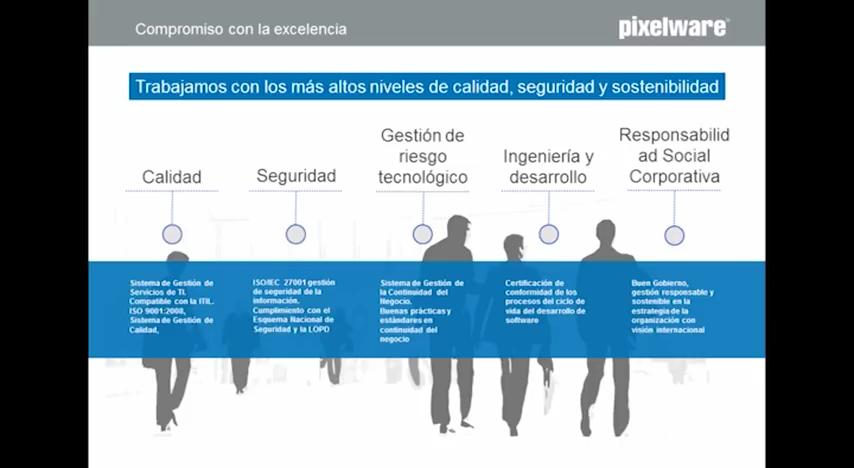 Compromiso con la excelencia
pixelware
Trabajamos con los más altos niveles de calidad, seguridad y sostenibilidad
Calidad
Seguridad
Gestión de
riesgo
tecnológico
Ingeniería y
desarrollo
Responsabilid
ad Social
Corporativa
Sistema de Gestión de
Servicios de TI.
Compatible con la ITIL.
ISO 9001:2008,
Sistema de Gestión de
Calidad,
ISO/IEC 27001 gestión
de seguridad de la
información.
Cumplimiento con el
Esquema Nacional de
Seguridad y la LOPD
Sistema de Gestión de
la Continuidad del
Negocio.
Buenas prácticas y
estándares en
continuidad del
negocio
Certificación de
conformidad de los
procesos del ciclo de
vida del desarrollo de
software
Buen Gobierno,
gestión responsable y
sostenible en la
estrategia de la
organización con
visión internacional